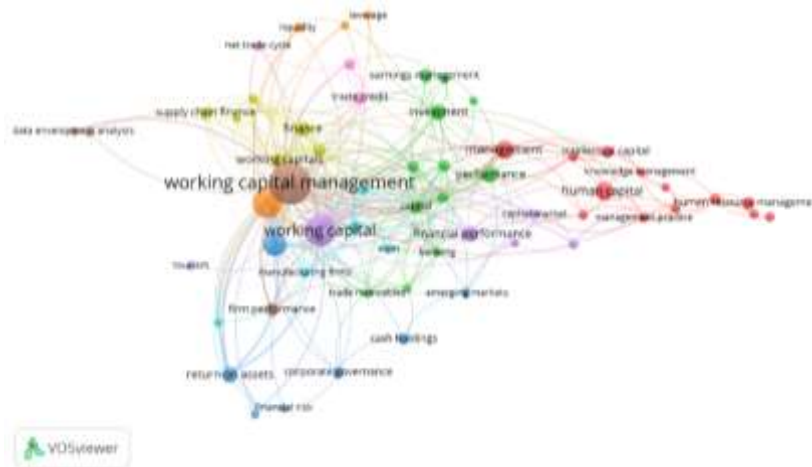 leverage
liquidity
net trade cycle
earnings management
trade credit
supply chain finance
investment
data envelopment analysis
finance
management
intellectual capital
working capitals
knowledge management
performance
working capital management
human capital
human resource manageme
capital
capital market
management practice
working capital
financial performance
banking
manufacturing firms
trade receivables
emerging markets
firm performance
cash holdings
return on assets
corporate governance
financial risk
VOSviewer